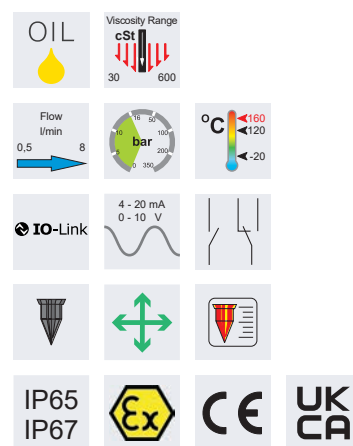 OIL
Viscosity Range
cSt
30 600
Flow
l/min
0,5 8
16 50
10 100
bar
5 200
0 350
°C
160
120
-20
IO-Link
4 - 20 mA
0 - 10 V
IP65
IP67
Ex
CE
UK
CA